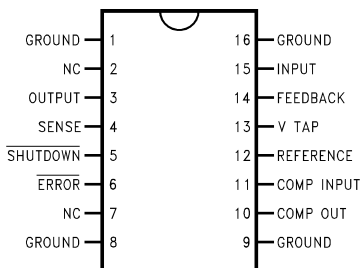 GROUND 1 16 GROUND
NC 2 15 INPUT
OUTPUT 3 14 FEEDBACK
SENSE 4 13 V TAP
SHUTDOWN 5 12 REFERENCE
ERROR 6 11 COMP INPUT
NC 7 10 COMP OUT
GROUND 8 9 GROUND